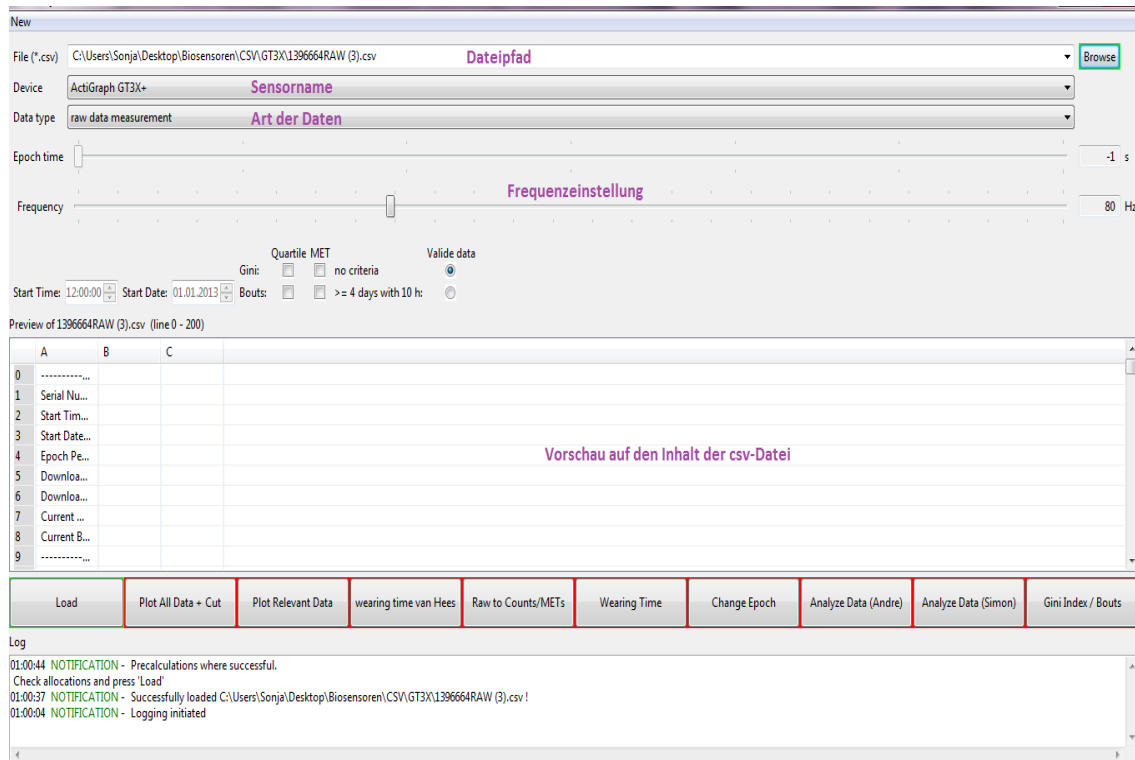 New
File (*.csv) C:\Users\Sonja\Desktop\Biosensoren\CSV\GT3X\1396664RAW (3).csv Dateipfad Browse
Device ActiGraph GT3X+ Sensorname
Data type raw data measurement Art der Daten
Epoch time -1 s
Frequenzeinstellung
Frequency 80 Hz
Quartile MET Valide data
Gini: no criteria
Start Time: 12:00:00 Start Date: 01.01.2013 Bouts: >= 4 days with 10 h:
Preview of 1396664RAW (3).csv (line 0 - 200)
A B C
0 ----------...
1 Serial Nu...
2 Start Tim...
3 Start Date...
4 Epoch Pe... Vorschau auf den Inhalt der csv-Datei
5 Downloa...
6 Downloa...
7 Current ...
8 Current B...
9 ----------...
Load Plot All Data + Cut Plot Relevant Data wearing time van Hees Raw to Counts/METs Wearing Time Change Epoch Analyze Data (Andre) Analyze Data (Simon) Gini Index / Bouts
Log
01:00:44 NOTIFICATION - Precalculations where successful.
Check allocations and press 'Load'
01:00:37 NOTIFICATION - Successfully loaded C:\Users\Sonja\Desktop\Biosensoren\CSV\GT3X\1396664RAW (3).csv !
01:00:04 NOTIFICATION - Logging initiated